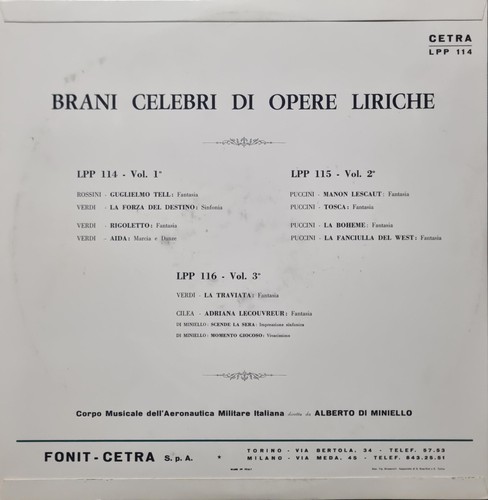 CETRA
LPP 114
BRANI CELEBRI DI OPERE LIRICHE
LPP 114 - Vol. 1°
ROSSINI - GUGLIELMO TELL: Fantasia
VERDI - LA FORZA DEL DESTINO: Sinfonia
VERDI - RIGOLETTO: Fantasia
VERDI - AIDA: Marcia e Danze
LPP 115 - Vol. 2°
PUCCINI - MANON LESCAUT: Fantasia
PUCCINI - TOSCA: Fantasia
PUCCINI - LA BOHEME: Fantasia
PUCCINI - LA FANCIULLA DEL WEST: Fantasia
LPP 116 - Vol. 3°
VERDI - LA TRAVIATA: Fantasia
CILEA - ADRIANA LECOUVREUR: Fantasia
DI MINIELLO - SCENDE LA SERA: Impressione sinfonica
DI MINIELLO - MOMENTO GIOCOSO:
Corpo Musicale dell'Aeronautica Militare Italiana diretto da ALBERTO DI MINIELLO
FONIT - CETRA S.p.A. * TORINO - VIA BERTOLA, 34 - TELEF. 57.53
MILANO - VIA MEDA, 45 - TELEF. 843.25.51
MADE IN ITALY